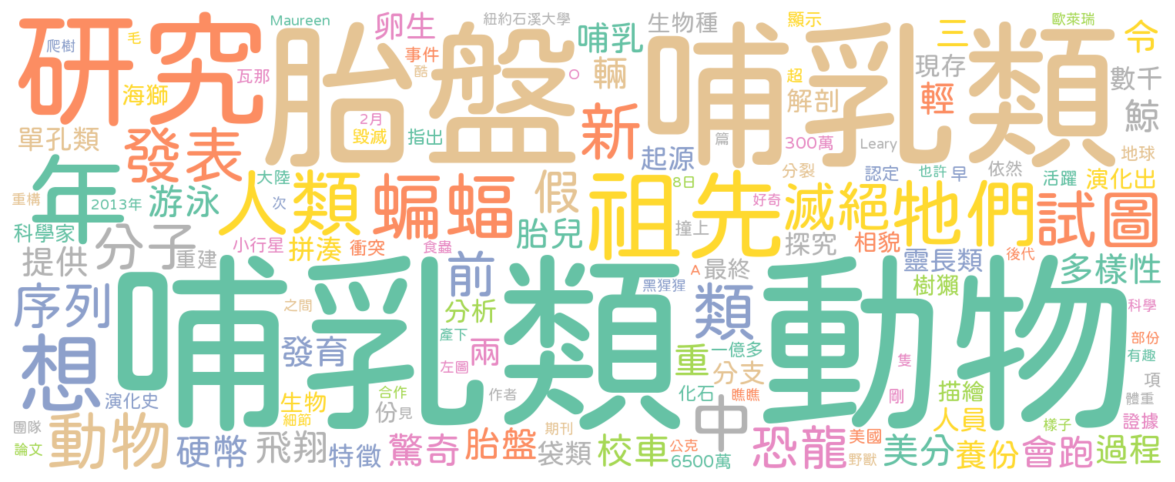 研究
胎盤
哺乳類
爬樹
毛
Maureen
卵生
紐約石溪大學
哺乳
生物種
顯示
三
歐萊瑞
令
瓦那
事件
酷
O
輛
超
現存
數千
海獅
解剖
輕
鯨
單孔類
發表
2月
毀滅
指出
新
篇
300萬
Leary
起源
地球
重構
年
2013年
大陸
次
游泳
人類
蝙蝠
假
8日
祖先
分裂
好奇
滅絕
認定
也許
早
依然
牠們
活躍
演化出
試圖
科學家
分子
小行星
拼湊
衝突
食蟲
胎兒
撞上
探究
相貌
後代
提供
重建
前
A
最終
靈長類
樹獺
多樣性
哺乳類動物
序列
之間
黑猩猩
類
分析
科學
想
發育
產下
兩
重
一億多
分支
部份
有趣
左圖
隻
項
演化史
生物
合作
份
見
作者
化石
瞧瞧
剛
描繪
體重
團隊
細節
期刊
中
人員
樣子
證據
論文
動物
硬幣
飛翔
特徵
驚奇
胎盤
袋類
校車
公克
6500萬
恐龍
美國
野獸
美分
養份
會跑
過程